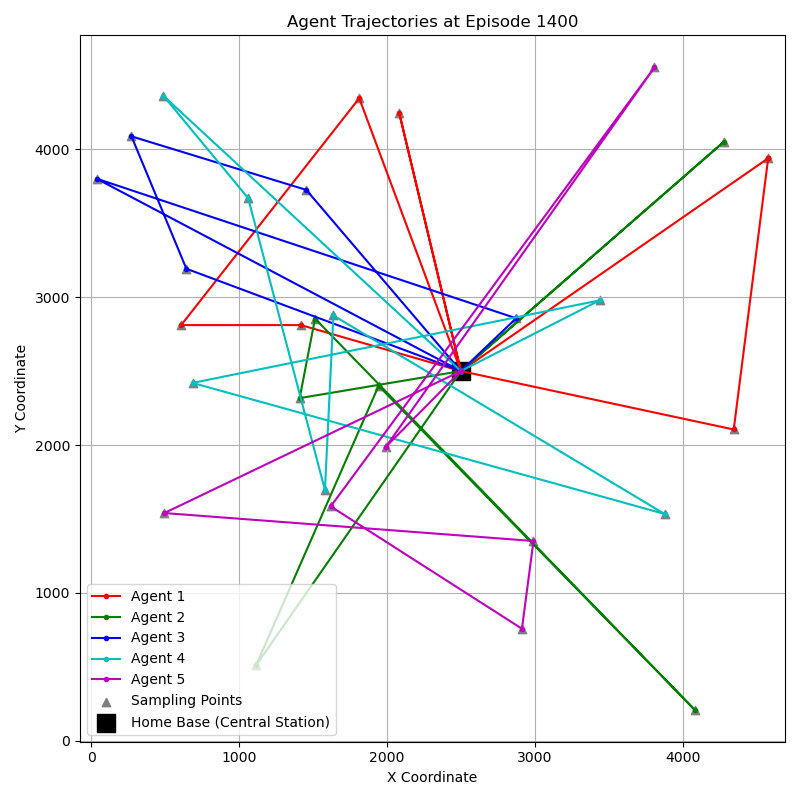 Agent Trajectories at Episode 1400
Y Coordinate
4000
3000
2000
1000
0
Agent 1
Agent 2
Agent 3
Agent 4
Agent 5
Sampling Points
Home Base (Central Station)
0 1000 2000 3000 4000
X Coordinate